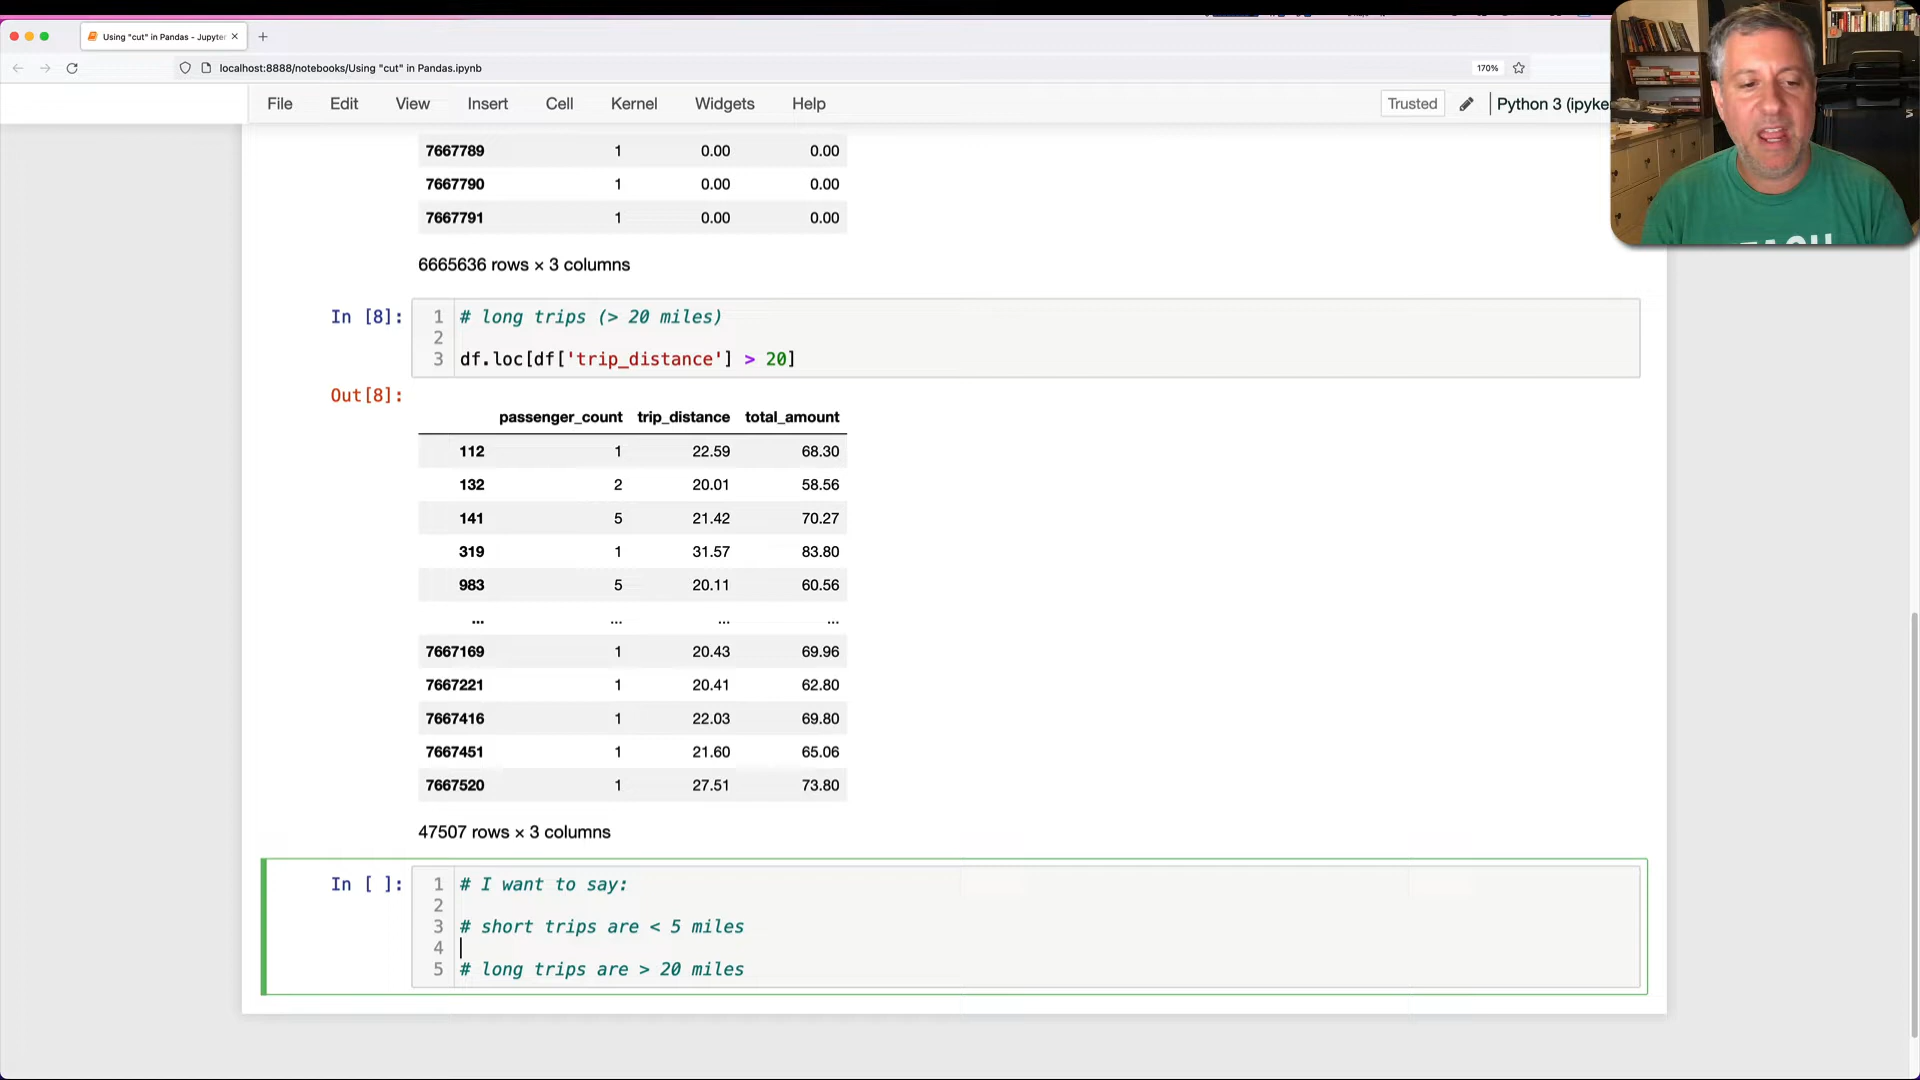 Using "cut" in Pandas - Jupyter
localhost:8888/notebooks/Using "cut" in Pandas.ipynb
170%
File Edit View Insert Cell Kernel Widgets Help
Trusted
Python 3 (ipyke
7667789 1 0.00 0.00
7667790 1 0.00 0.00
7667791 1 0.00 0.00
6665636 rows × 3 columns
In [8]:
1 # long trips (> 20 miles)
2
3 df.loc[df['trip_distance'] > 20]
Out[8]:
passenger_count trip_distance total_amount
112 1 22.59 68.30
132 2 20.01 58.56
141 5 21.42 70.27
319 1 31.57 83.80
983 5 20.11 60.56
... ... ... ...
7667169 1 20.43 69.96
7667221 1 20.41 62.80
7667416 1 22.03 69.80
7667451 1 21.60 65.06
7667520 1 27.51 73.80
47507 rows × 3 columns
In [ ]:
1 # I want to say:
2
3 # short trips are < 5 miles
4
5 # long trips are > 20 miles